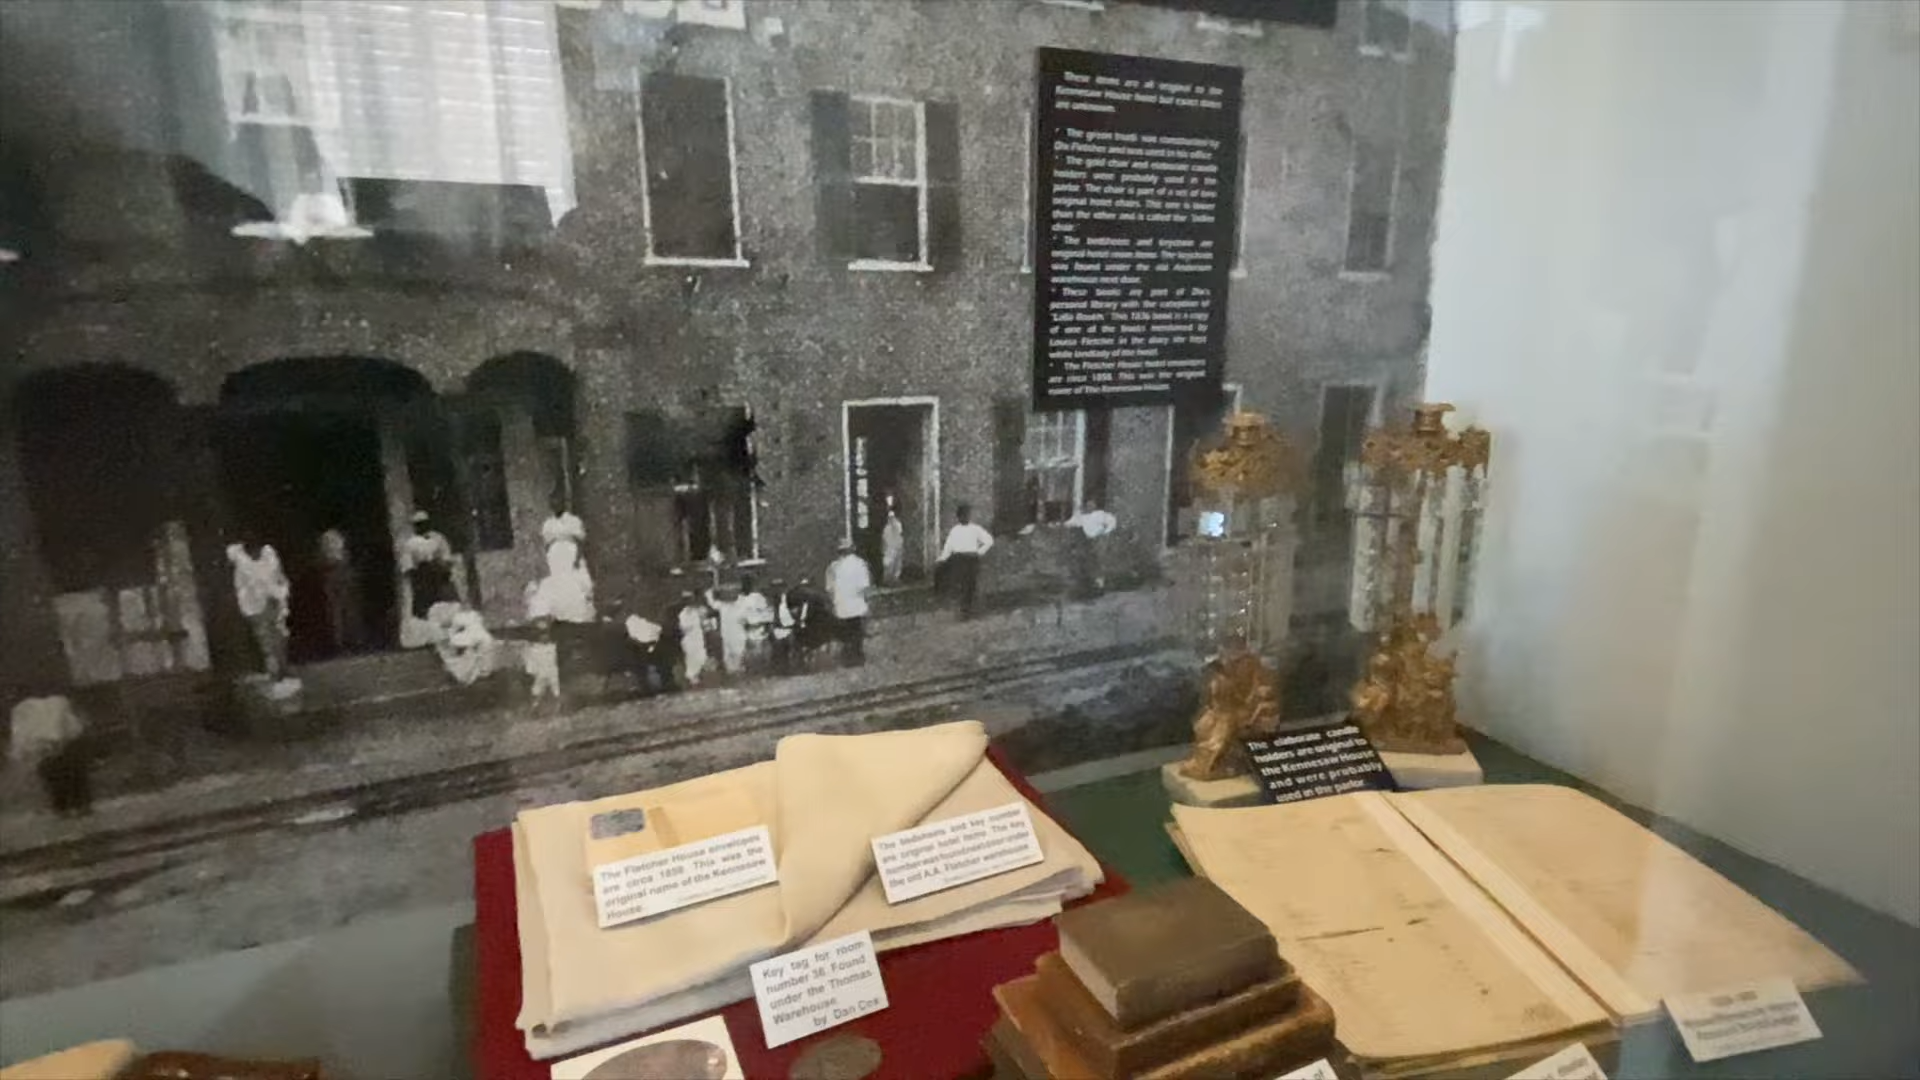 These items are all original to the
Kennesaw House hotel but exact dates
are unknown.
* The green trunk was constructed by
Dix Fletcher and was used in his office.
* The gold chair and elaborate candle
holders were probably used in the
parlor. The chair is part of a set of two
original hotel chairs. This one is lower
than the other and is called the "ladies
chair."
* The bedsheets and keychain are
original hotel room items. The keychain
was found under the old Anderson
warehouse next door.
* These books are part of Dix's
personal library with the exception of
"Lalla Rookh." This 1836 book is a copy
of one of the books mentioned by
Louisa Fletcher in the diary she kept
while landlady of the hotel.
* The Fletcher House hotel envelopes
are circa 1858. This was the original
name of The Kennesaw House.
The elaborate candle
holders are original to
the Kennesaw House
and were probably
used in the parlor.
The Fletcher House envelopes
are circa 1858. This was the
original name of the Kennesaw
House.
The bedsheets and key number
are original hotel items. The key
number was found next door under
the old A.A. Fletcher warehouse
Key tag for room
number 36. Found
under the Thomas
Warehouse
by Dan Cox
of